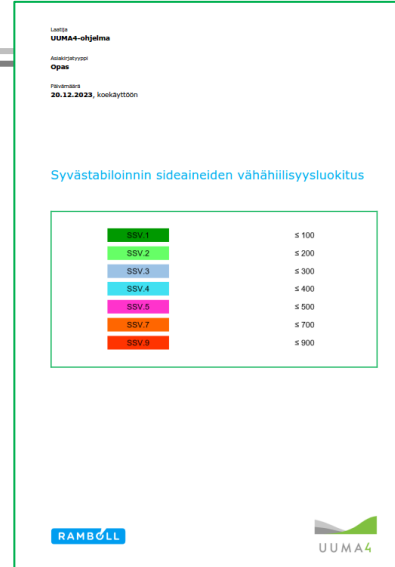 Laatija
UUMA4-ohjelma
Asiakirjatyyppi
Opas
Päivämäärä
20.12.2023, koekäyttöön
Syvästabiloinnin sideaineiden vähähiilisyysluokitus
SSV.1 ≤ 100
SSV.2 ≤ 200
SSV.3 ≤ 300
SSV.4 ≤ 400
SSV.5 ≤ 500
SSV.7 ≤ 700
SSV.9 ≤ 900
RAMBOLL
UUMA4